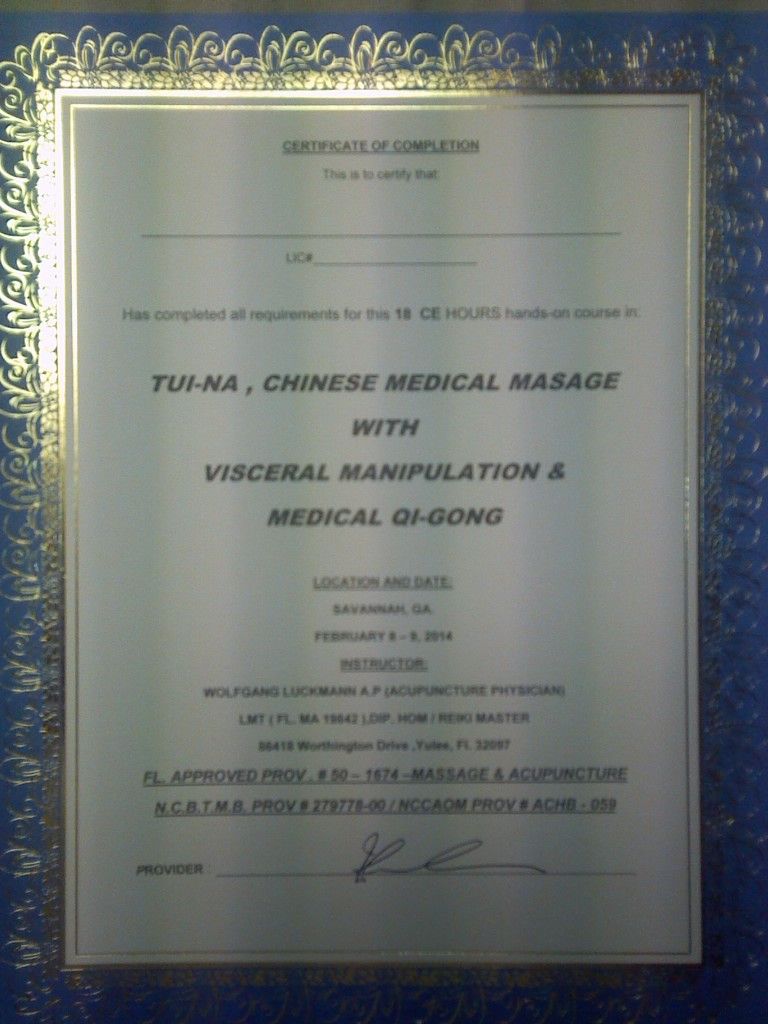 CERTIFICATE OF COMPLETION
This is to certify that
LIC#
Has completed all requirements for this 18 CE HOURS hands-on course in:
TUI-NA , CHINESE MEDICAL MASAGE
WITH
VISCERAL MANIPULATION &
MEDICAL QI-GONG
LOCATION AND DATE:
SAVANNAH, GA.
FEBRUARY 8 – 9, 2014
INSTRUCTOR:
WOLFGANG LUCKMANN A.P (ACUPUNCTURE PHYSICIAN)
LMT ( FL. MA 19642 ),DIP. HOM / REIKI MASTER
86418 Worthington Drive ,Yulee, Fl. 32097
FL. APPROVED PROV . # 50 – 1674 –MASSAGE & ACUPUNCTURE
N.C.B.T.M.B. PROV # 279778-00 / NCCAOM PROV # ACHB - 059
PROVIDER :